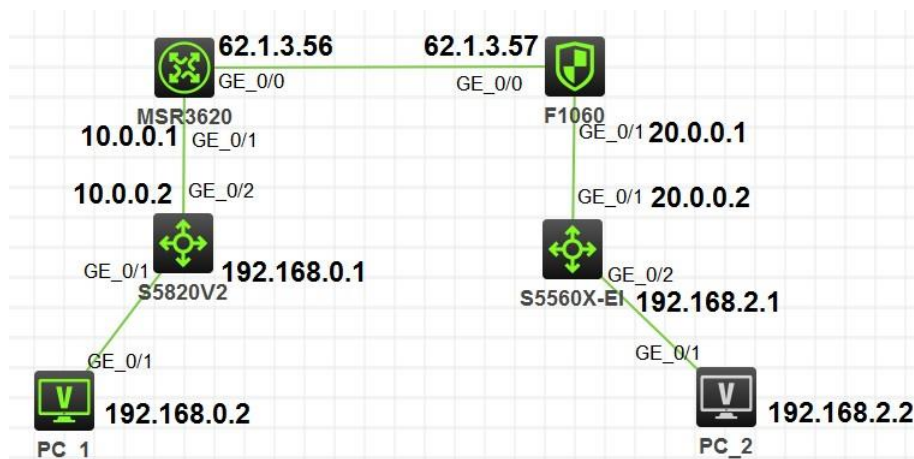 62.1.3.56
62.1.3.57
GE_0/0
GE_0/0
MSR3620
F1060
10.0.0.1
GE_0/1
GE_0/1
20.0.0.1
10.0.0.2
GE_0/2
GE_0/1
20.0.0.2
GE_0/1
192.168.0.1
GE_0/2
S5820V2
S5560X-EI
192.168.2.1
GE_0/1
GE_0/1
V
192.168.0.2
V
192.168.2.2
PC_1
PC_2